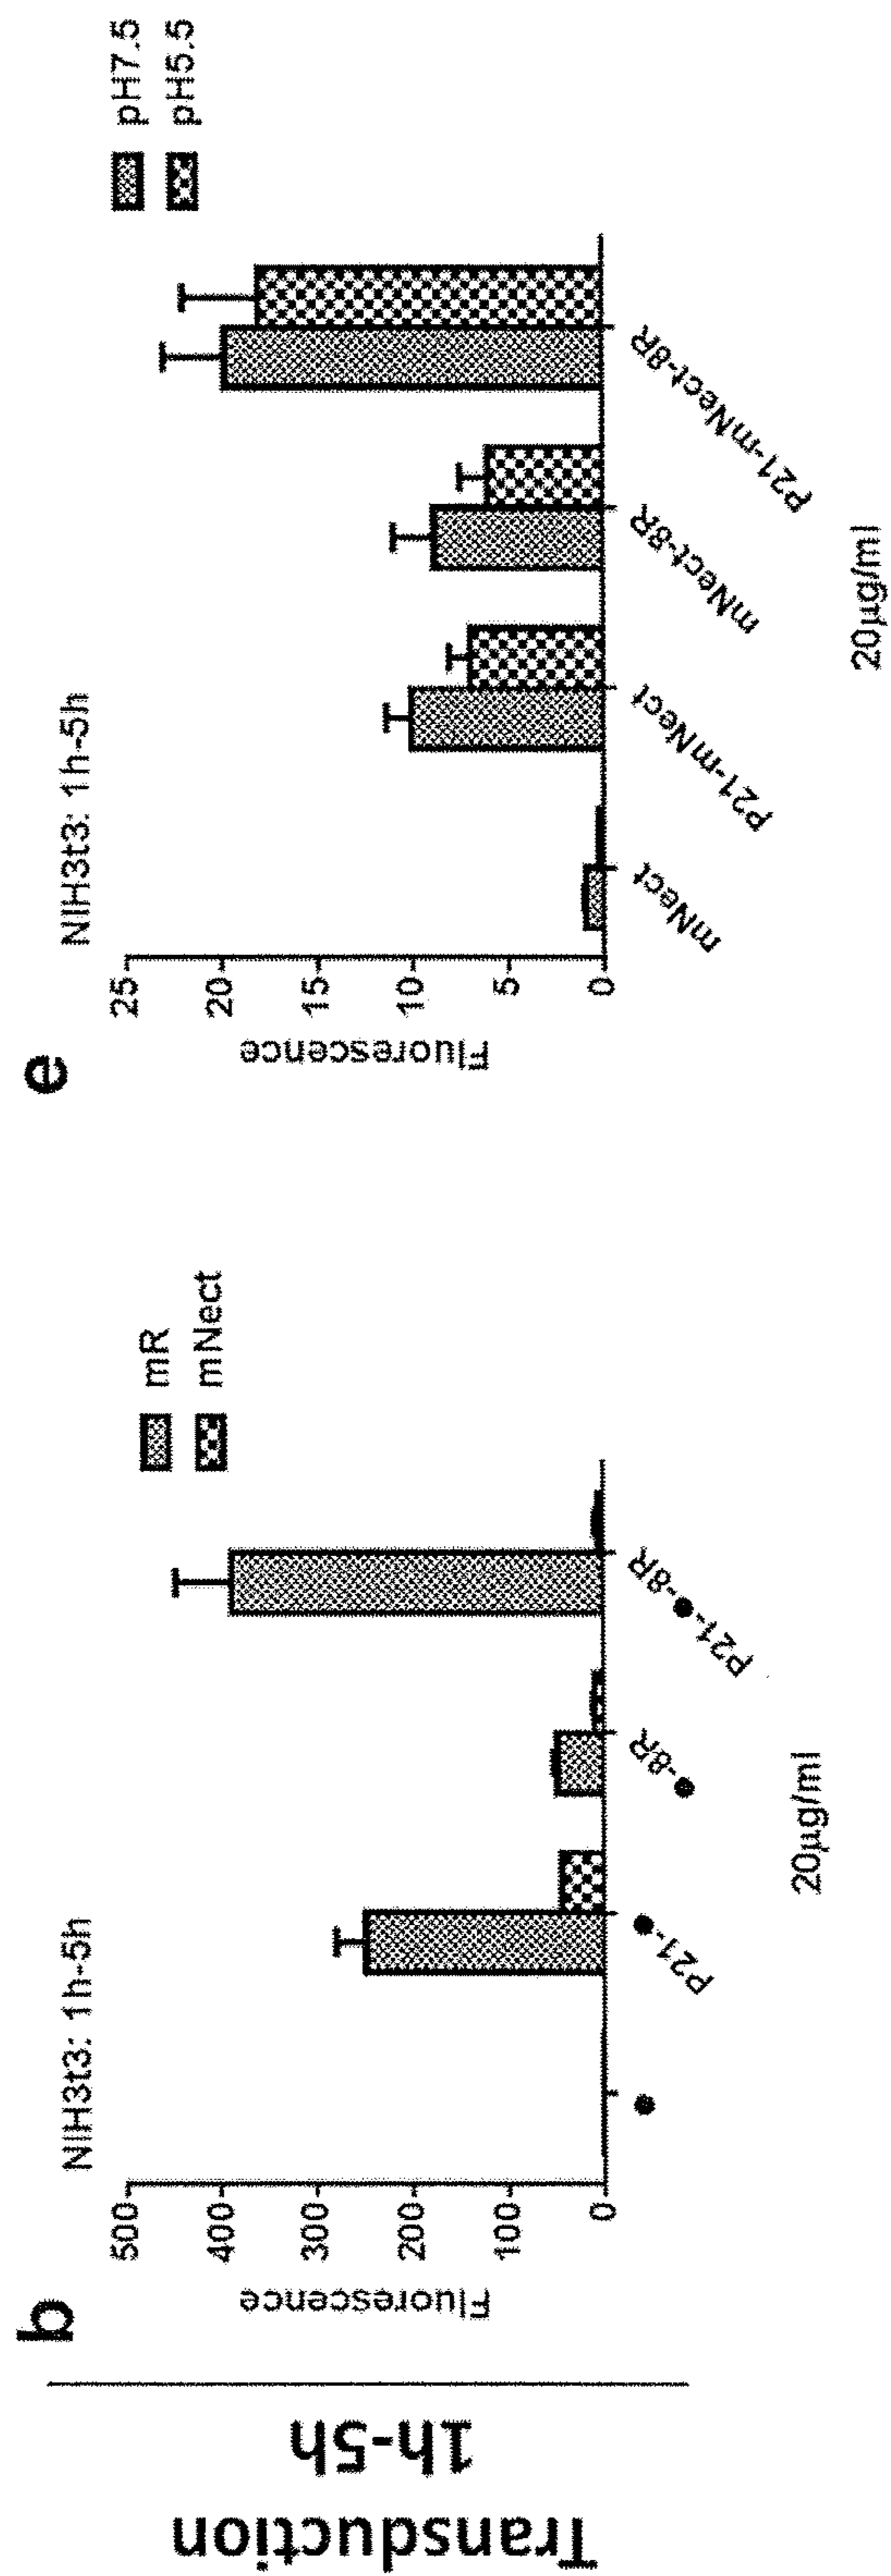 Transduction
1h-5h
b
NIH3t3: 1h-5h
mR
mNect
Fluorescence
500
400
300
200
100
0
●
P21-●
●-8R
P21-●-8R
20µg/ml
e
NIH3t3: 1h-5h
pH7.5
pH5.5
Fluorescence
25
20
15
10
5
0
mNect
P21-mNect
mNect-8R
P21-mNect-8R
20µg/ml